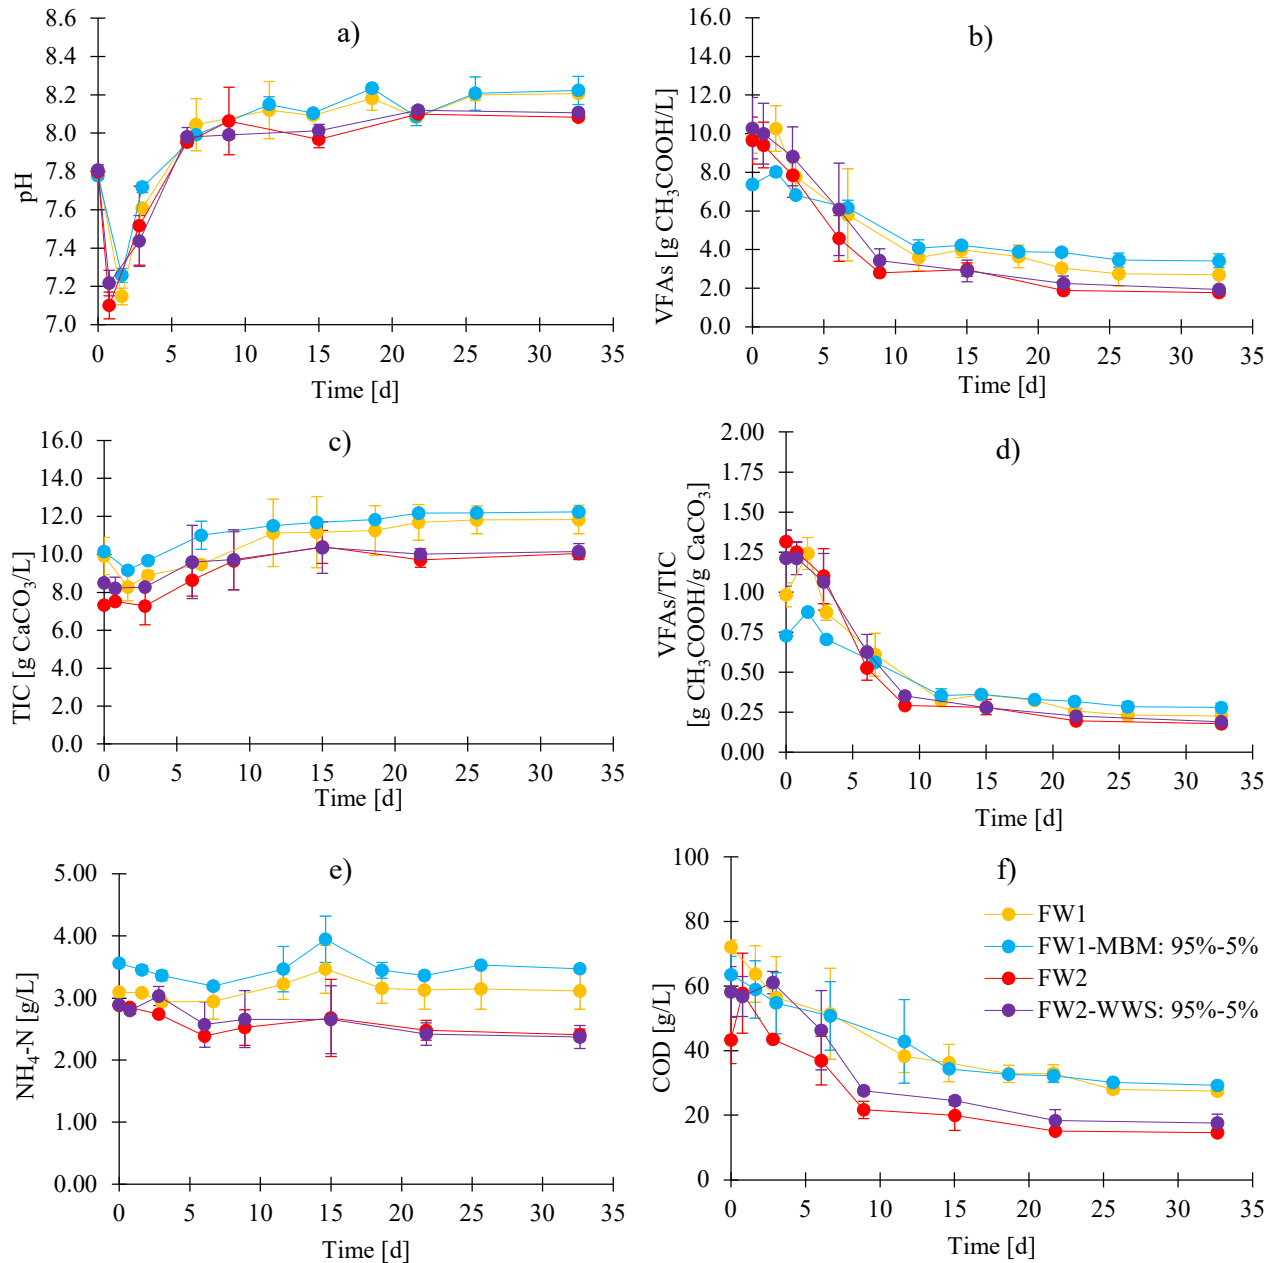 a)
8.6
8.4
8.2
8.0
7.8
7.6
7.4
7.2
7.0
pH
0 5 10 15 20 25 30 35
Time [d]
b)
16.0
14.0
12.0
10.0
8.0
6.0
4.0
2.0
0.0
VFAs [g CH₃COOH/L]
0 5 10 15 20 25 30 35
Time [d]
c)
16.0
14.0
12.0
10.0
8.0
6.0
4.0
2.0
0.0
TIC [g CaCO₃/L]
0 5 10 15 20 25 30 35
Time [d]
d)
2.00
1.75
1.50
1.25
1.00
0.75
0.50
0.25
0.00
VFAs/TIC
[g CH₃COOH/g CaCO₃]
0 5 10 15 20 25 30 35
Time [d]
e)
5.00
4.00
3.00
2.00
1.00
0.00
NH₄-N [g/L]
0 5 10 15 20 25 30 35
Time [d]
f)
100
80
60
40
20
0
COD [g/L]
FW1
FW1-MBM: 95%-5%
FW2
FW2-WWS: 95%-5%
0 5 10 15 20 25 30 35
Time [d]